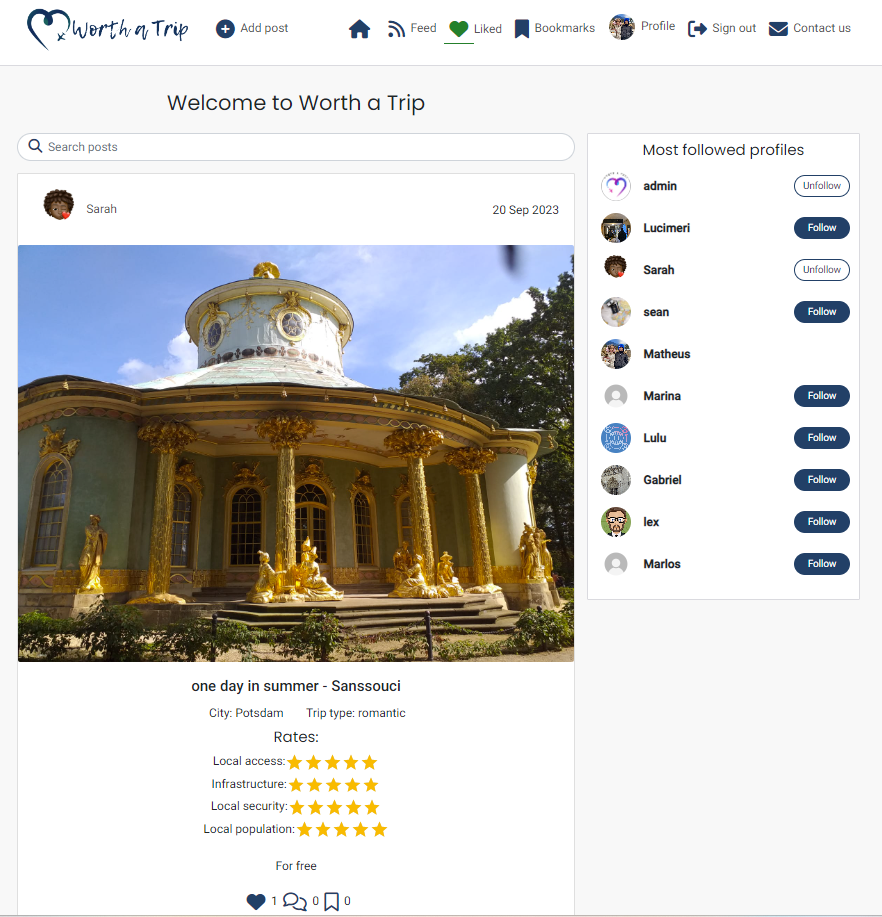 Worth a Trip
Add post
Feed
Liked
Bookmarks
Profile
Sign out
Contact us
Welcome to Worth a Trip
Search posts
Sarah
20 Sep 2023
one day in summer - Sanssouci
City: Potsdam Trip type: romantic
Rates:
Local access:
Infrastructure:
Local security:
Local population:
For free
1 0 0
Most followed profiles
admin Unfollow
Lucimeri Follow
Sarah Unfollow
sean Follow
Matheus
Marina Follow
Lulu Follow
Gabriel Follow
lex Follow
Marlos Follow